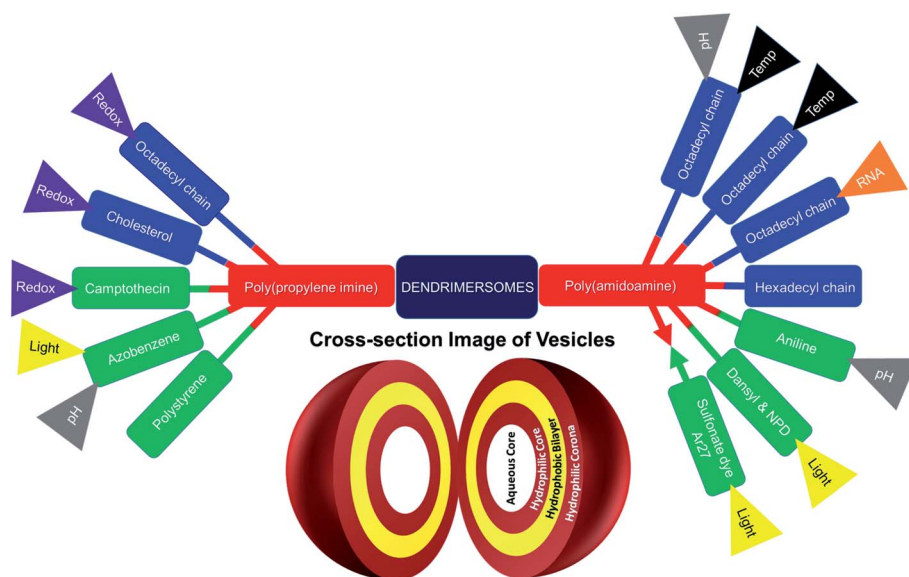 Redox
Octadecyl chain
Redox
Cholesterol
Redox
Camptothecin
Light
pH
Azobenzene
Polystyrene
Poly(propylene imine)
DENDRIMERSOMES
Poly(amidoamine)
pH
Temp
Octadecyl chain
Temp
Octadecyl chain
RNA
Octadecyl chain
Hexadecyl chain
Aniline
pH
Dansyl & NPD
Light
Sulfonate dye
Ar27
Light
Cross-section Image of Vesicles
Aqueous Core
Hydrophilic Core
Hydrophobic Bilayer
Hydrophilic Corona